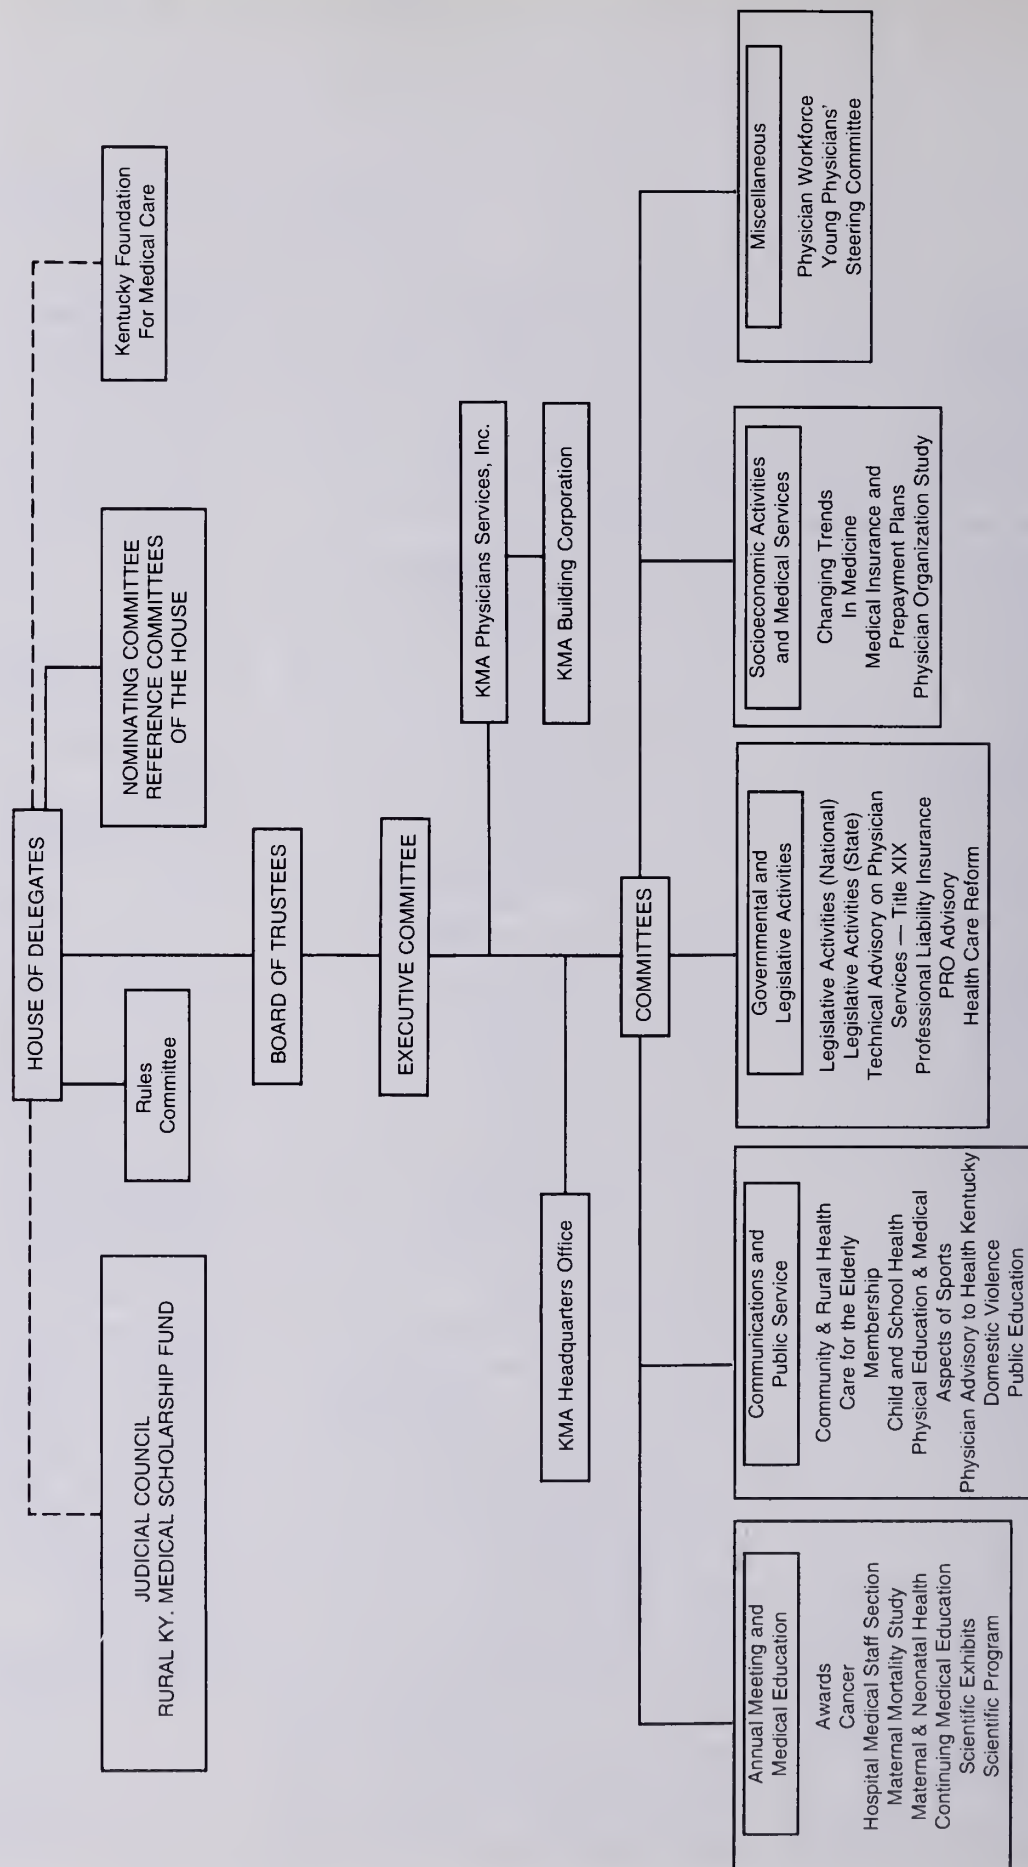 HOUSE OF DELEGATES
JUDICIAL COUNCIL
RURAL KY. MEDICAL SCHOLARSHIP FUND
Rules
Committee
NOMINATING COMMITTEE
REFERENCE COMMITTEES
OF THE HOUSE
Kentucky Foundation
For Medical Care
BOARD OF TRUSTEES
EXECUTIVE COMMITTEE
KMA Physicians Services, Inc.
KMA Headquarters Office
KMA Building Corporation
COMMITTEES
Annual Meeting and
Medical Education
Awards
Cancer
Hospital Medical Staff Section
Maternal Mortality Study
Maternal & Neonatal Health
Continuing Medical Education
Scientific Exhibits
Scientific Program
Communications and
Public Service
Community & Rural Health
Care for the Elderly
Membership
Child and School Health
Physical Education & Medical
Aspects of Sports
Physician Advisory to Health Kentucky
Domestic Violence
Public Education
Governmental and
Legislative Activities
Legislative Activities (National)
Legislative Activities (State)
Technical Advisory on Physician
Services — Title XIX
Professional Liability Insurance
PRO Advisory
Health Care Reform
Socioeconomic Activities
and Medical Services
Changing Trends
In Medicine
Medical Insurance and
Prepayment Plans
Physician Organization Study
Miscellaneous
Physician Workforce
Young Physicians'
Steering Committee